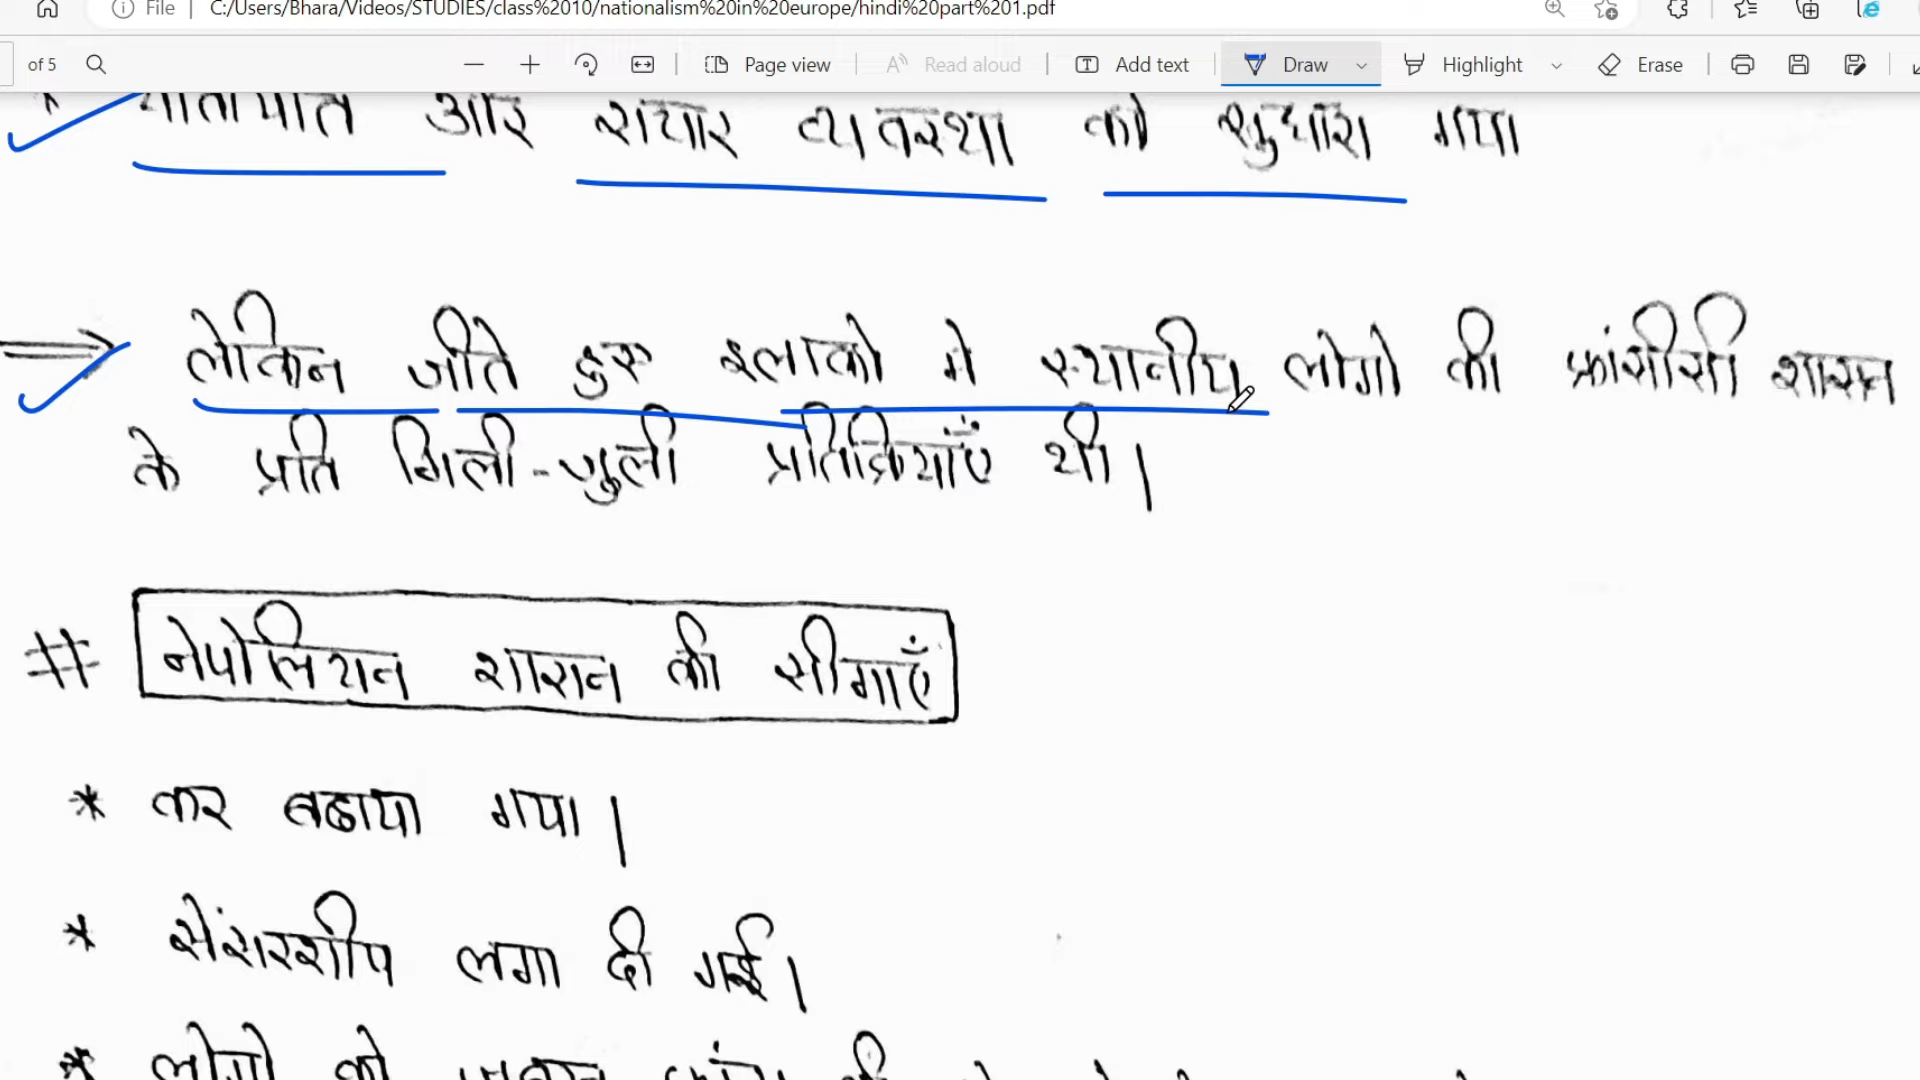 File C:/Users/Bhara/Videos/STUDIES/class%2010/nationalism%20in%20europe/hindi%20part%201.pdf
of 5 Page view Read aloud Add text Draw Highlight Erase
* यातायात और संचार व्यवस्था को सुधारा गया
⇒ लेकिन जीते हुए इलाको मे स्थानीय लोगो की फ्रांसीसी शासन
के प्रति मिली-जुली प्रतिक्रियाएँ थी।
# नेपोलियन शासन की सीमाएँ
* कर बढाया गया।
* सेंसरशीप लगा दी गई।
* लोगो को